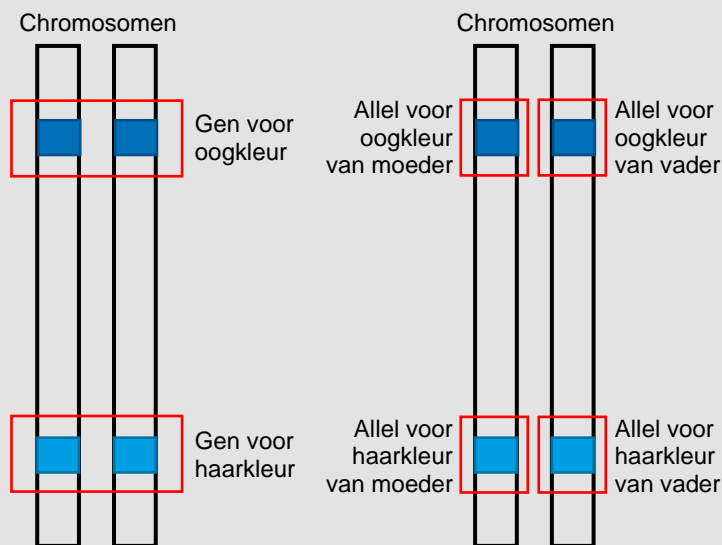 Chromosomen
Gen voor
oogkleur
Gen voor
haarkleur
Chromosomen
Allel voor
oogkleur
van moeder
Allel voor
oogkleur
van vader
Allel voor
haarkleur
van moeder
Allel voor
haarkleur
van vader